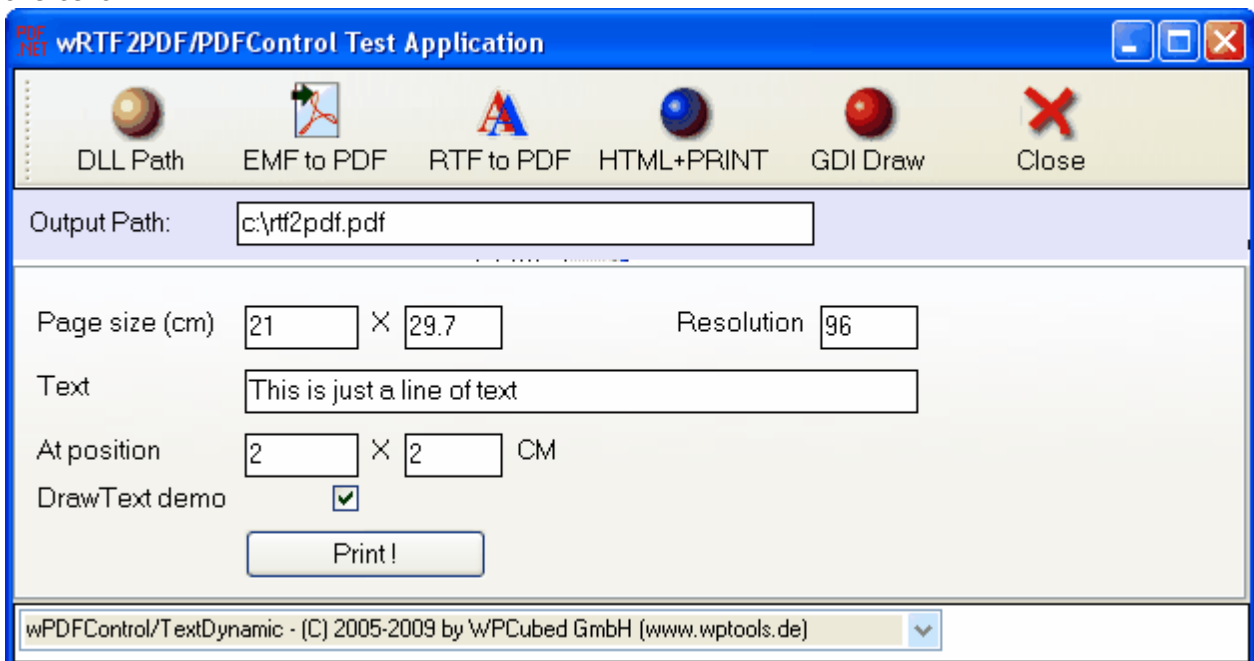 PDF .NET wRTF2PDF/PDFControl Test Application
DLL Path EMF to PDF RTF to PDF HTML+PRINT GDI Draw Close
Output Path: c:\rtf2pdf.pdf
Page size (cm) 21 X 29.7 Resolution 96
Text This is just a line of text
At position 2 X 2 CM
DrawText demo
Print!
wPDFControl/TextDynamic - (C) 2005-2009 by WPCubed GmbH (www.wptools.de)